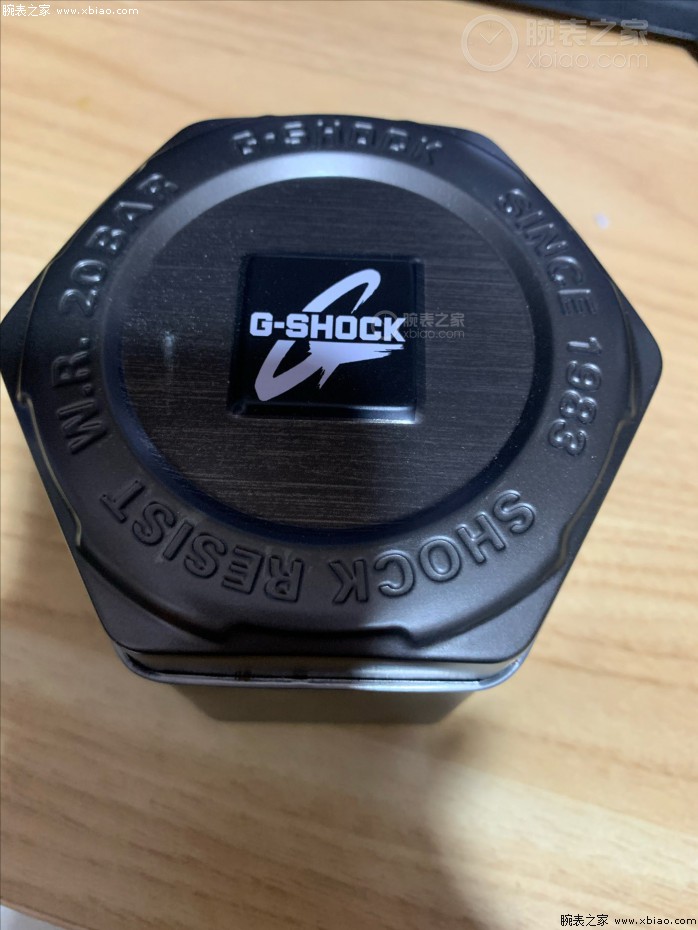 腕表之家 www.xbiao.com
腕表之家
xbiao.com
G-SHOCK
SINCE 1983
SHOCK RESIST
W.R. 20BAR
G-SHOCK
腕表之家
xbiao.com
腕表之家 www.xbiao.com